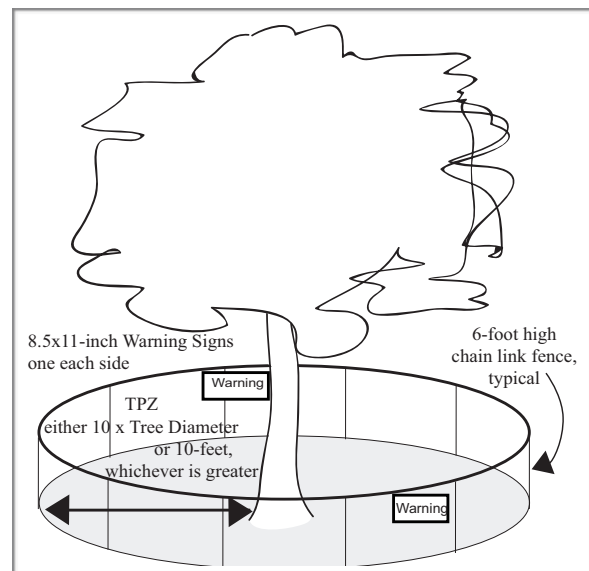 8.5x11-inch Warning Signs
one each side
6-foot high
chain link fence,
typical
Warning
TPZ
either 10 x Tree Diameter
or 10-feet,
whichever is greater
Warning